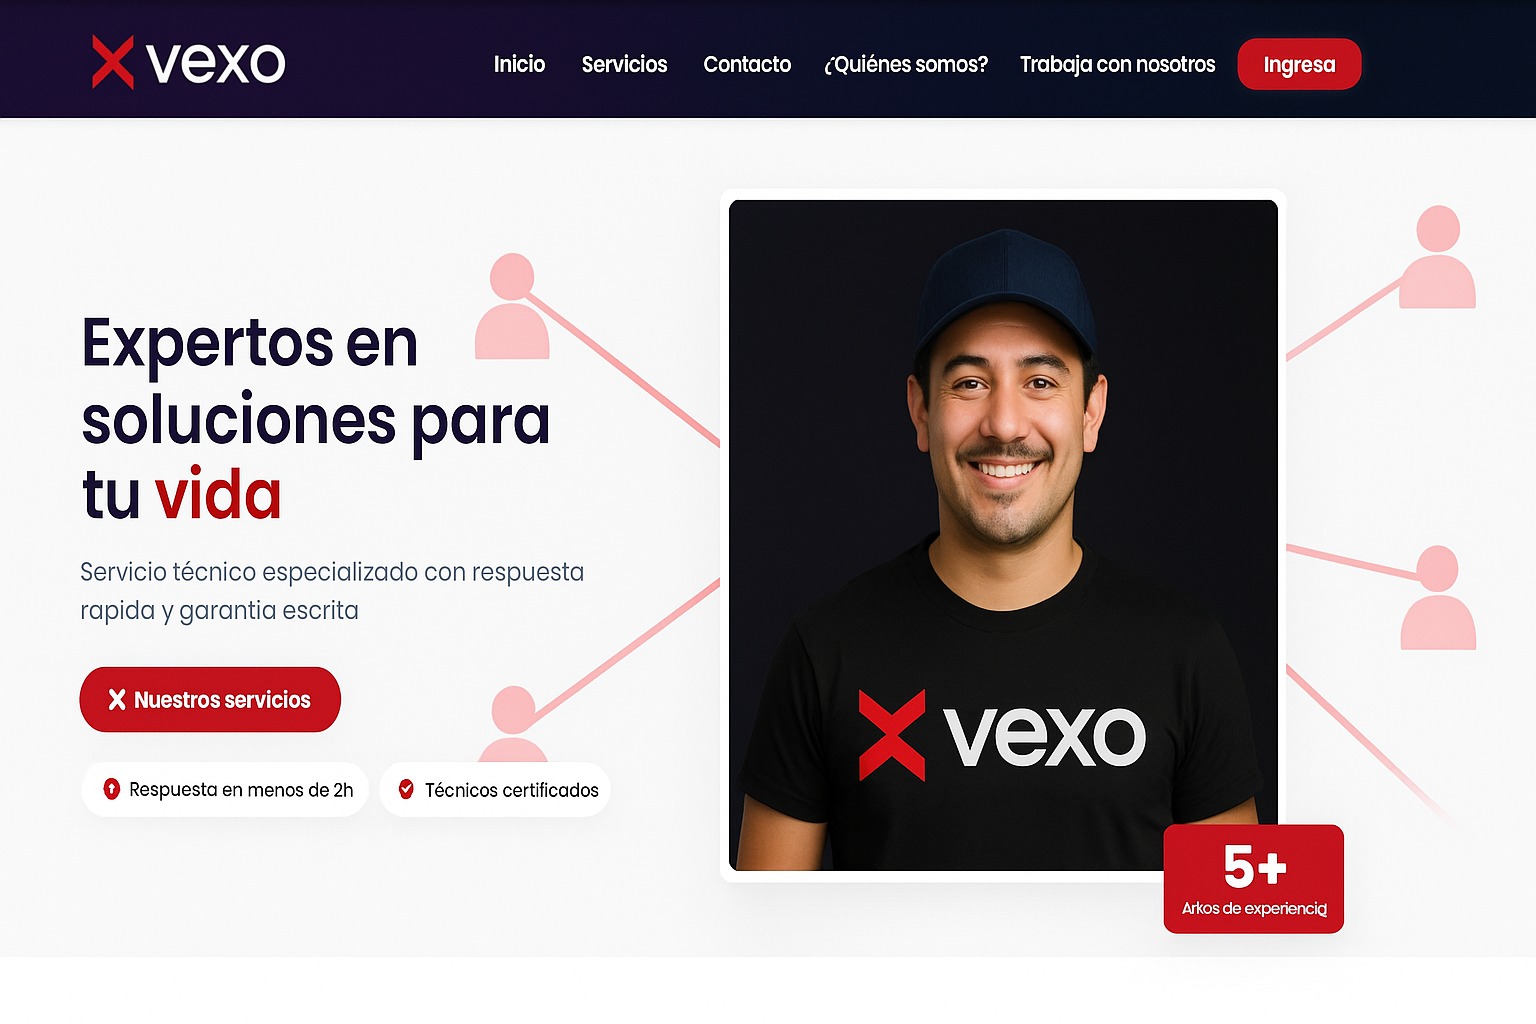 vexo
Inicio Servicios Contacto ¿Quiénes somos? Trabaja con nosotros Ingresa
Expertos en
soluciones para
tu vida
Servicio técnico especializado con respuesta
rapida y garantia escrita
Nuestros servicios
Respuesta en menos de 2h Técnicos certificados
vexo
5+
Arkos de experiencia